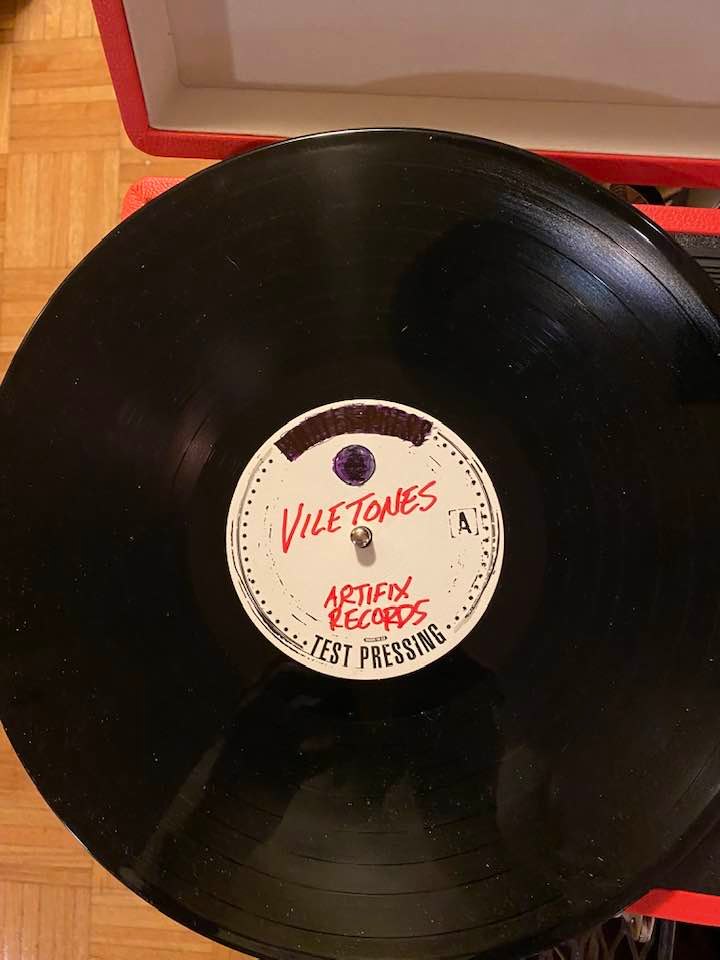 VILETONES
A
ARTIFIX
RECORDS
TEST PRESSING